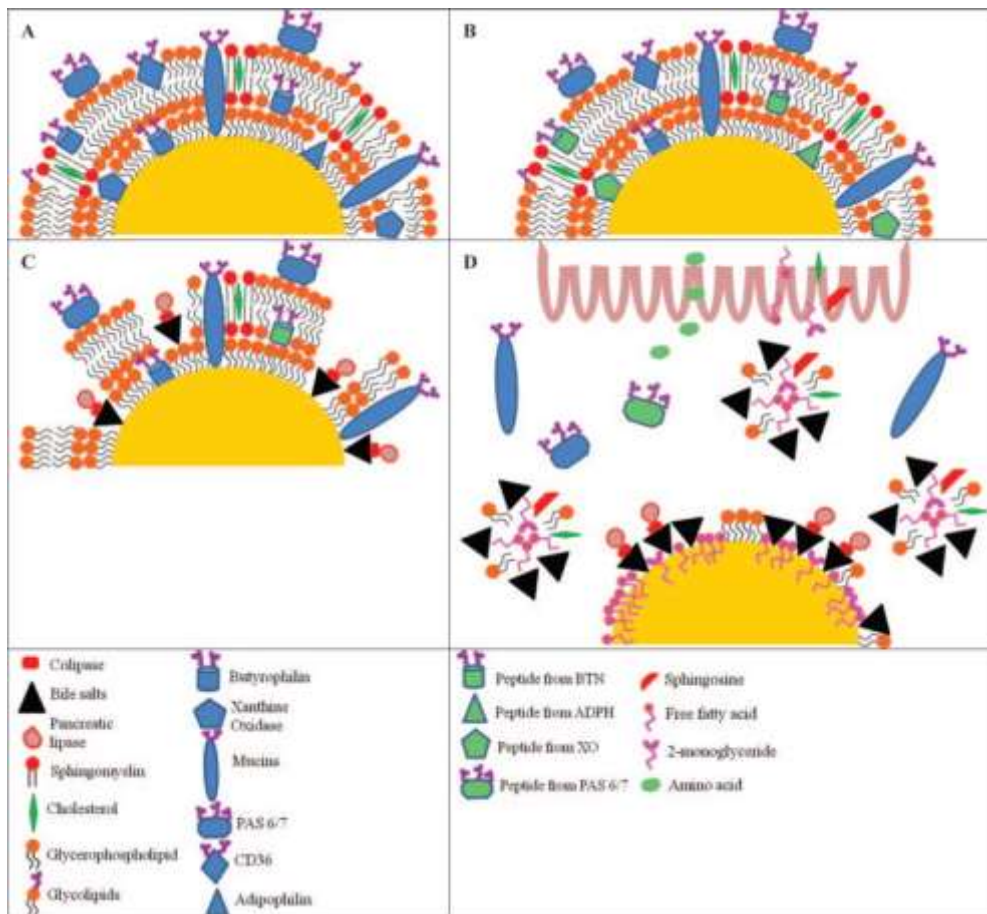 A
B
C
D
Colipase
Bile salts
Pancreatic
lipase
Sphingomyelin
Cholesterol
Glycerophospholipid
Glycolipids
Butyrophilin
Xanthine
Oxidase
Mucins
PAS 6/7
CD36
Adipophilin
Peptide from BTN
Peptide from ADPH
Peptide from XO
Peptide from PAS 6/7
Sphingosine
Free fatty acid
2-monoglyceride
Amino acid